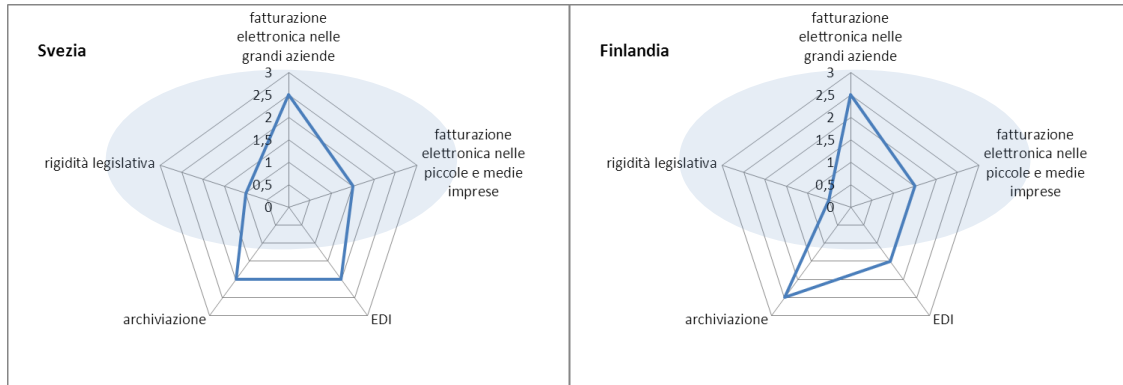 Svezia
fatturazione
elettronica nelle
grandi aziende
3
2,5
2
1,5
1
0,5
0
rigidità legislativa
fatturazione
elettronica nelle
piccole e medie
imprese
archiviazione
EDI
Finlandia
fatturazione
elettronica nelle
grandi aziende
3
2,5
2
1,5
1
0,5
0
rigidità legislativa
fatturazione
elettronica nelle
piccole e medie
imprese
archiviazione
EDI